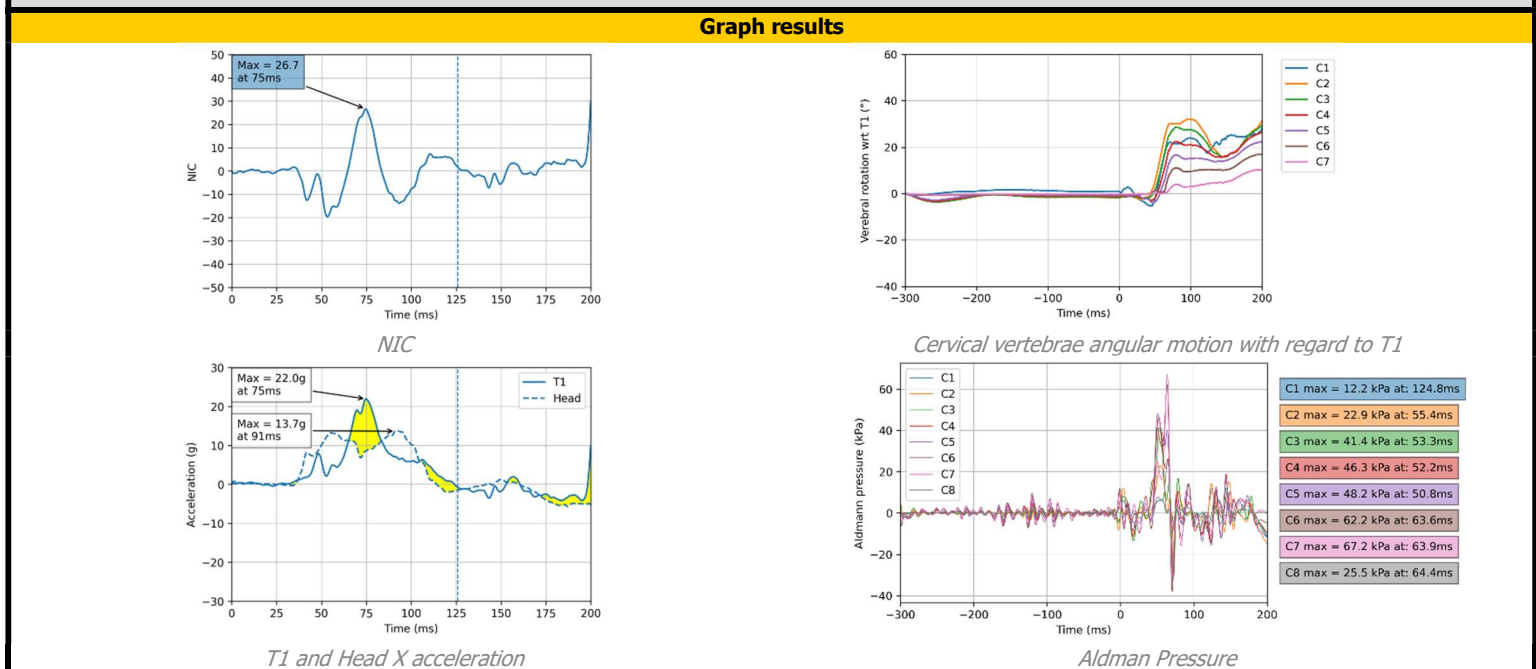 Graph results
50
40
30
20
10
0
−10
−20
−30
−40
−50
NIC
Max = 26.7
at 75ms
0 25 50 75 100 125 150 175 200
Time (ms)
NIC
60
40
20
0
−20
−40
Verebral rotation wrt T1 (°)
−300 −200 −100 0 100 200
Time (ms)
C1
C2
C3
C4
C5
C6
C7
Cervical vertebrae angular motion with regard to T1
30
20
10
0
−10
−20
−30
Acceleration (g)
Max = 22.0g
at 75ms
Max = 13.7g
at 91ms
T1
Head
0 25 50 75 100 125 150 175 200
Time (ms)
T1 and Head X acceleration
60
40
20
0
−20
−40
Aldmann pressure (kPa)
C1
C2
C3
C4
C5
C6
C7
C8
−300 −200 −100 0 100 200
Time (ms)
C1 max = 12.2 kPa at: 124.8ms
C2 max = 22.9 kPa at: 55.4ms
C3 max = 41.4 kPa at: 53.3ms
C4 max = 46.3 kPa at: 52.2ms
C5 max = 48.2 kPa at: 50.8ms
C6 max = 62.2 kPa at: 63.6ms
C7 max = 67.2 kPa at: 63.9ms
C8 max = 25.5 kPa at: 64.4ms
Aldman Pressure